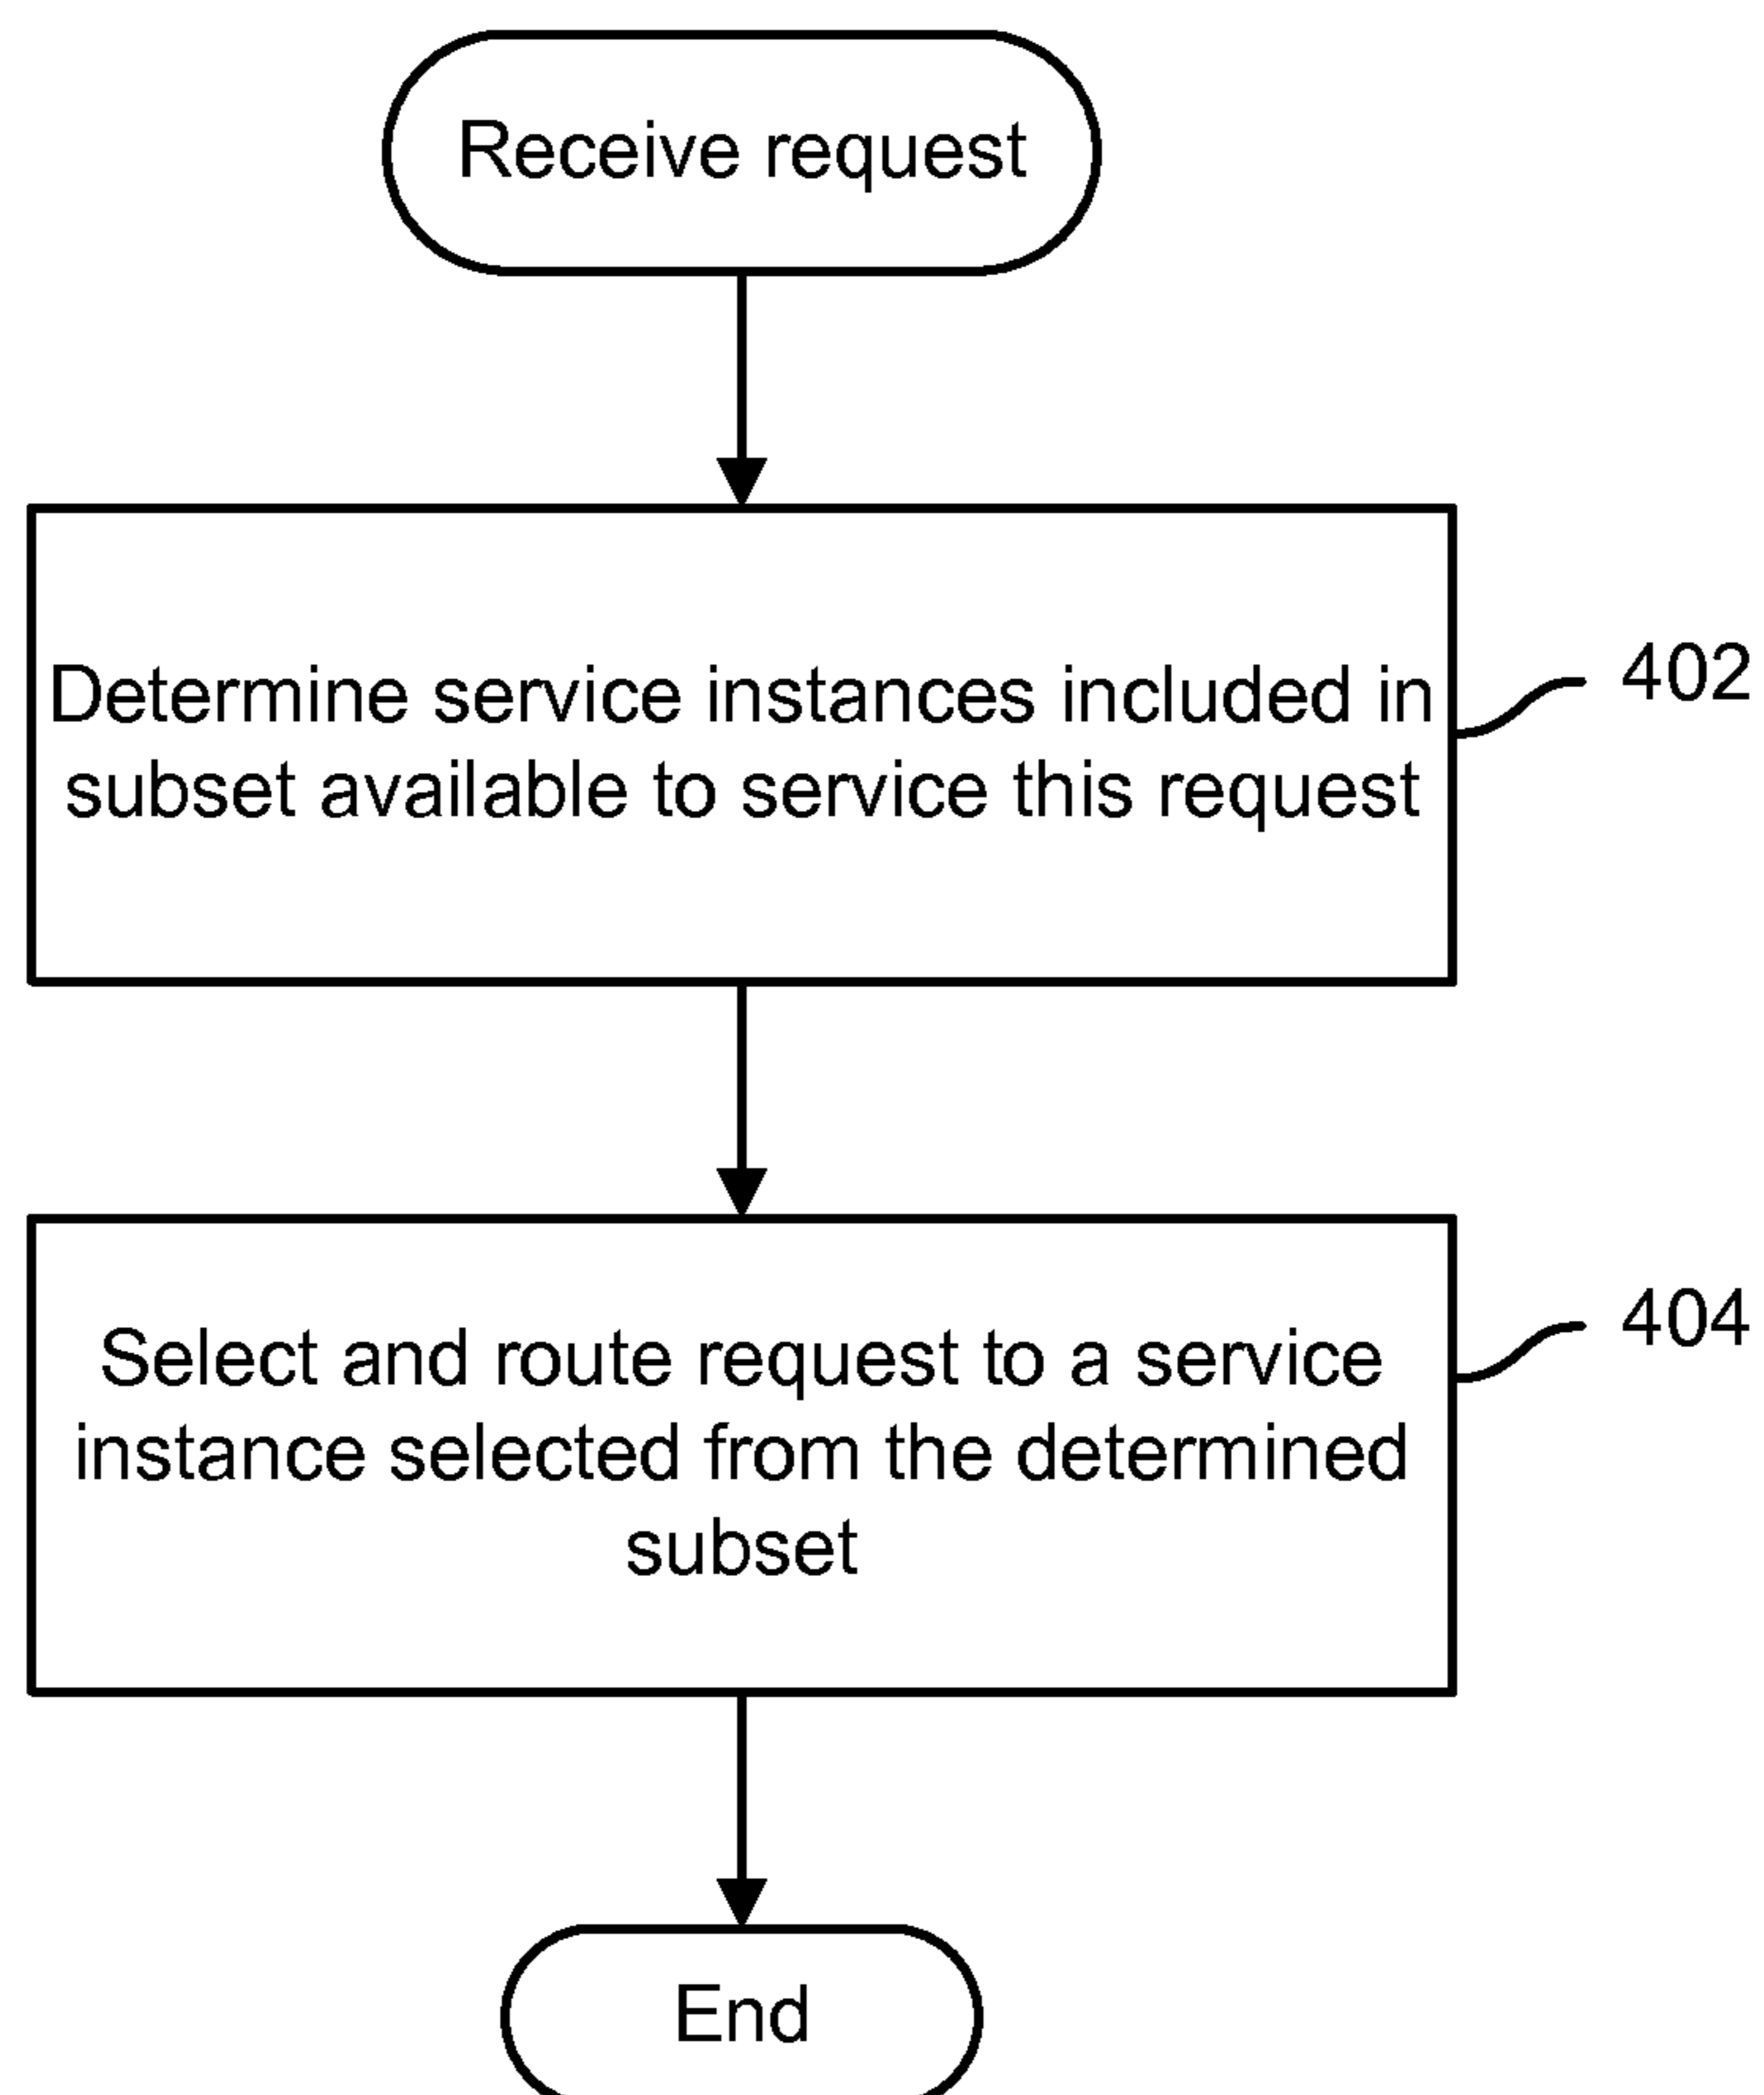 Receive request
Determine service instances included in
subset available to service this request
402
Select and route request to a service
instance selected from the determined
subset
404
End